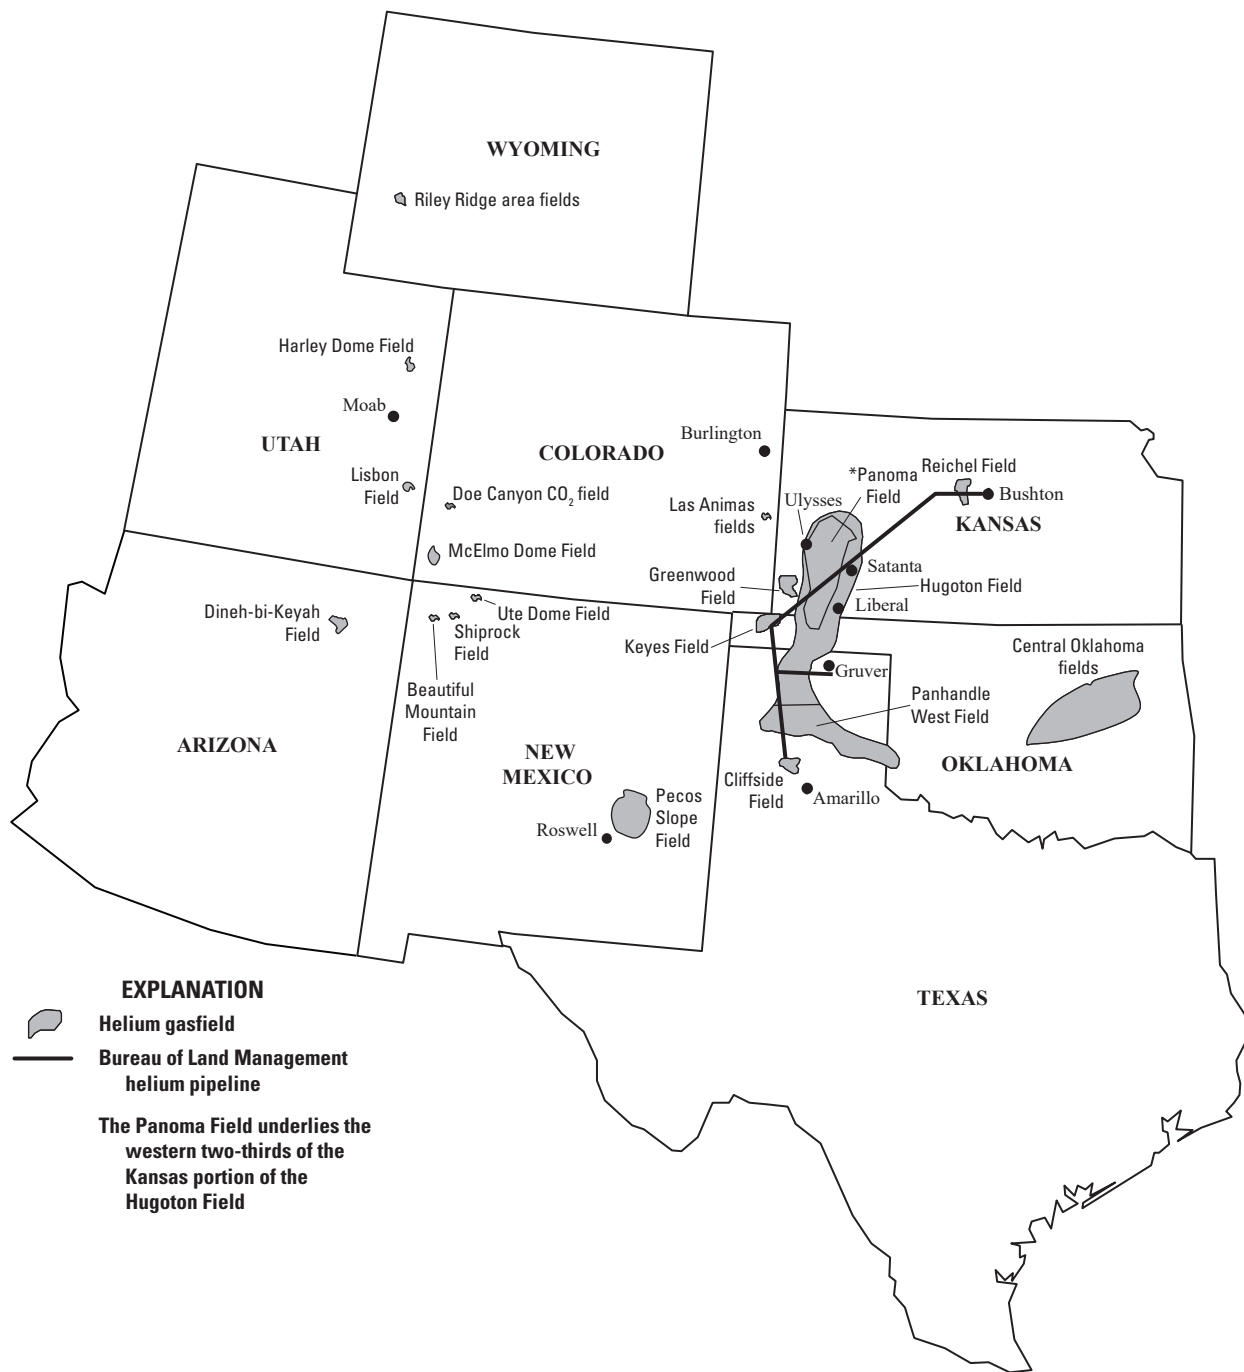 WYOMING
Riley Ridge area fields
Harley Dome Field
Moab
UTAH
COLORADO
Burlington
Lisbon
Field
Doe Canyon CO₂ field
Las Animas
fields
Ulysses
*Panoma
Field
Reichel Field
Bushton
KANSAS
McElmo Dome Field
Greenwood
Field
Satanta
Hugoton Field
Liberal
Dineh-bi-Keyah
Field
Ute Dome Field
Shiprock
Field
Keyes Field
Central Oklahoma
fields
Gruver
Beautiful
Mountain
Field
Panhandle
West Field
ARIZONA
NEW
MEXICO
OKLAHOMA
Cliffside
Field
Amarillo
Pecos
Slope
Field
Roswell
TEXAS
EXPLANATION
Helium gasfield
Bureau of Land Management
helium pipeline
The Panoma Field underlies the
western two-thirds of the
Kansas portion of the
Hugoton Field